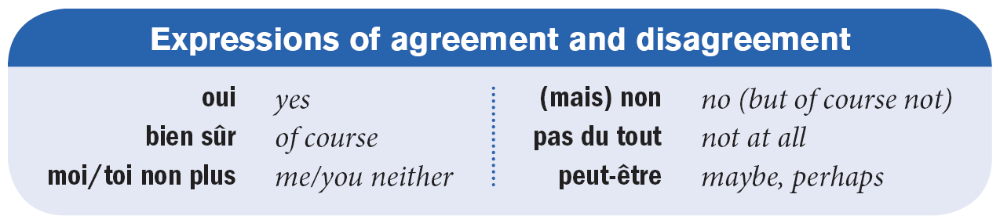 Expressions of agreement and disagreement
oui yes
bien sûr of course
moi/toi non plus me/you neither
(mais) non no (but of course not)
pas du tout not at all
peut-être maybe, perhaps